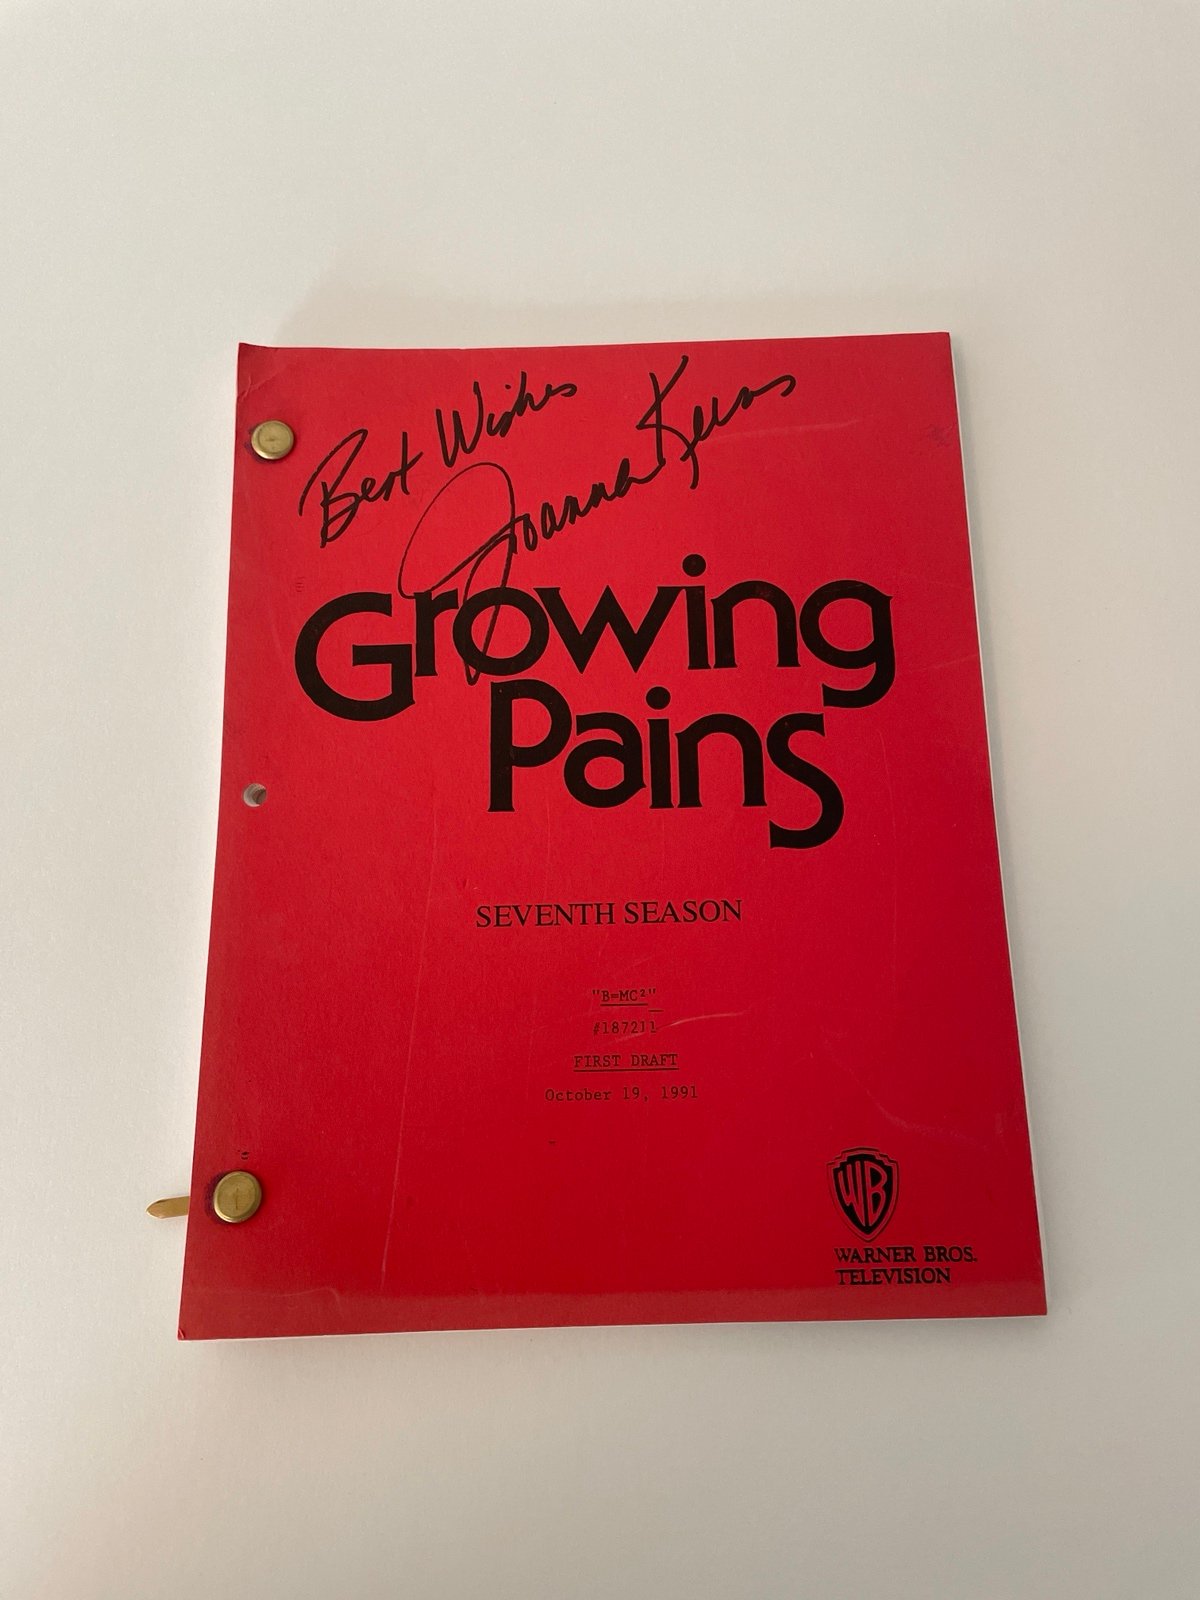 Best Wishes
Joanna Kerns
Growing
Pains
SEVENTH SEASON
"B=MC²"
#187211
FIRST DRAFT
October 19, 1991
WB
WARNER BROS.
TELEVISION